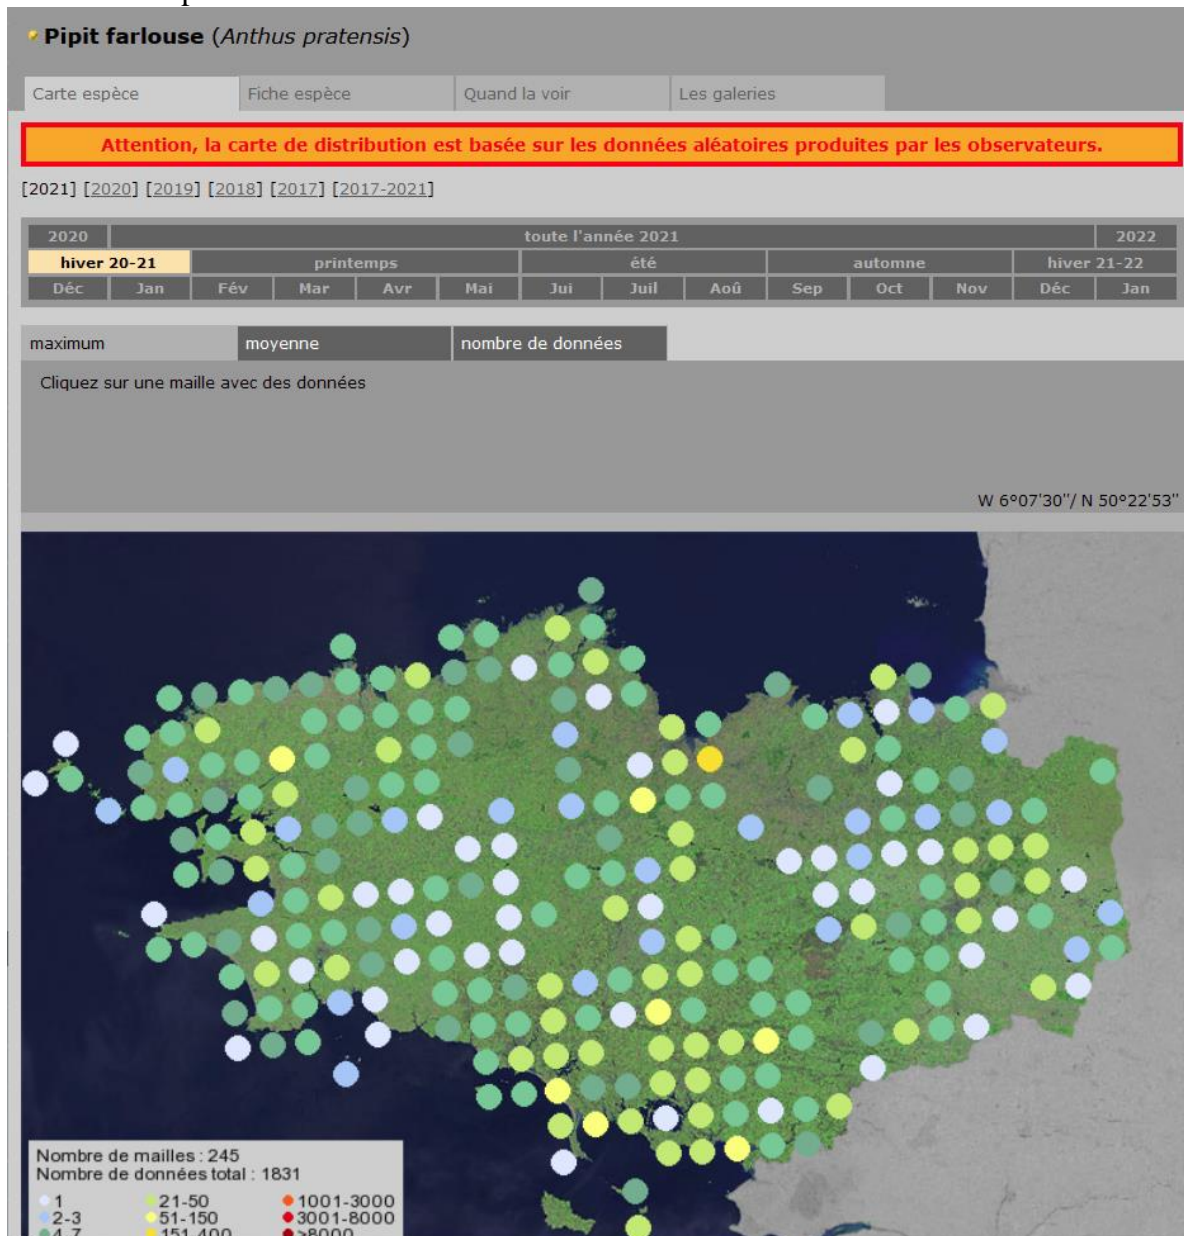 Pipit farlouse (Anthus pratensis)
Carte espèce Fiche espèce Quand la voir Les galeries
Attention, la carte de distribution est basée sur les données aléatoires produites par les observateurs.
[2021] [2020] [2019] [2018] [2017] [2017-2021]
2020 toute l'année 2021 2022
hiver 20-21 printemps été automne hiver 21-22
Déc Jan Fév Mar Avr Mai Jui Juil Aoû Sep Oct Nov Déc Jan
maximum moyenne nombre de données
Cliquez sur une maille avec des données
W 6°07'30"/ N 50°22'53"
Nombre de mailles : 245
Nombre de données total : 1831
1 21-50 1001-3000
2-3 51-150 3001-8000
4-7 151-400 >8000